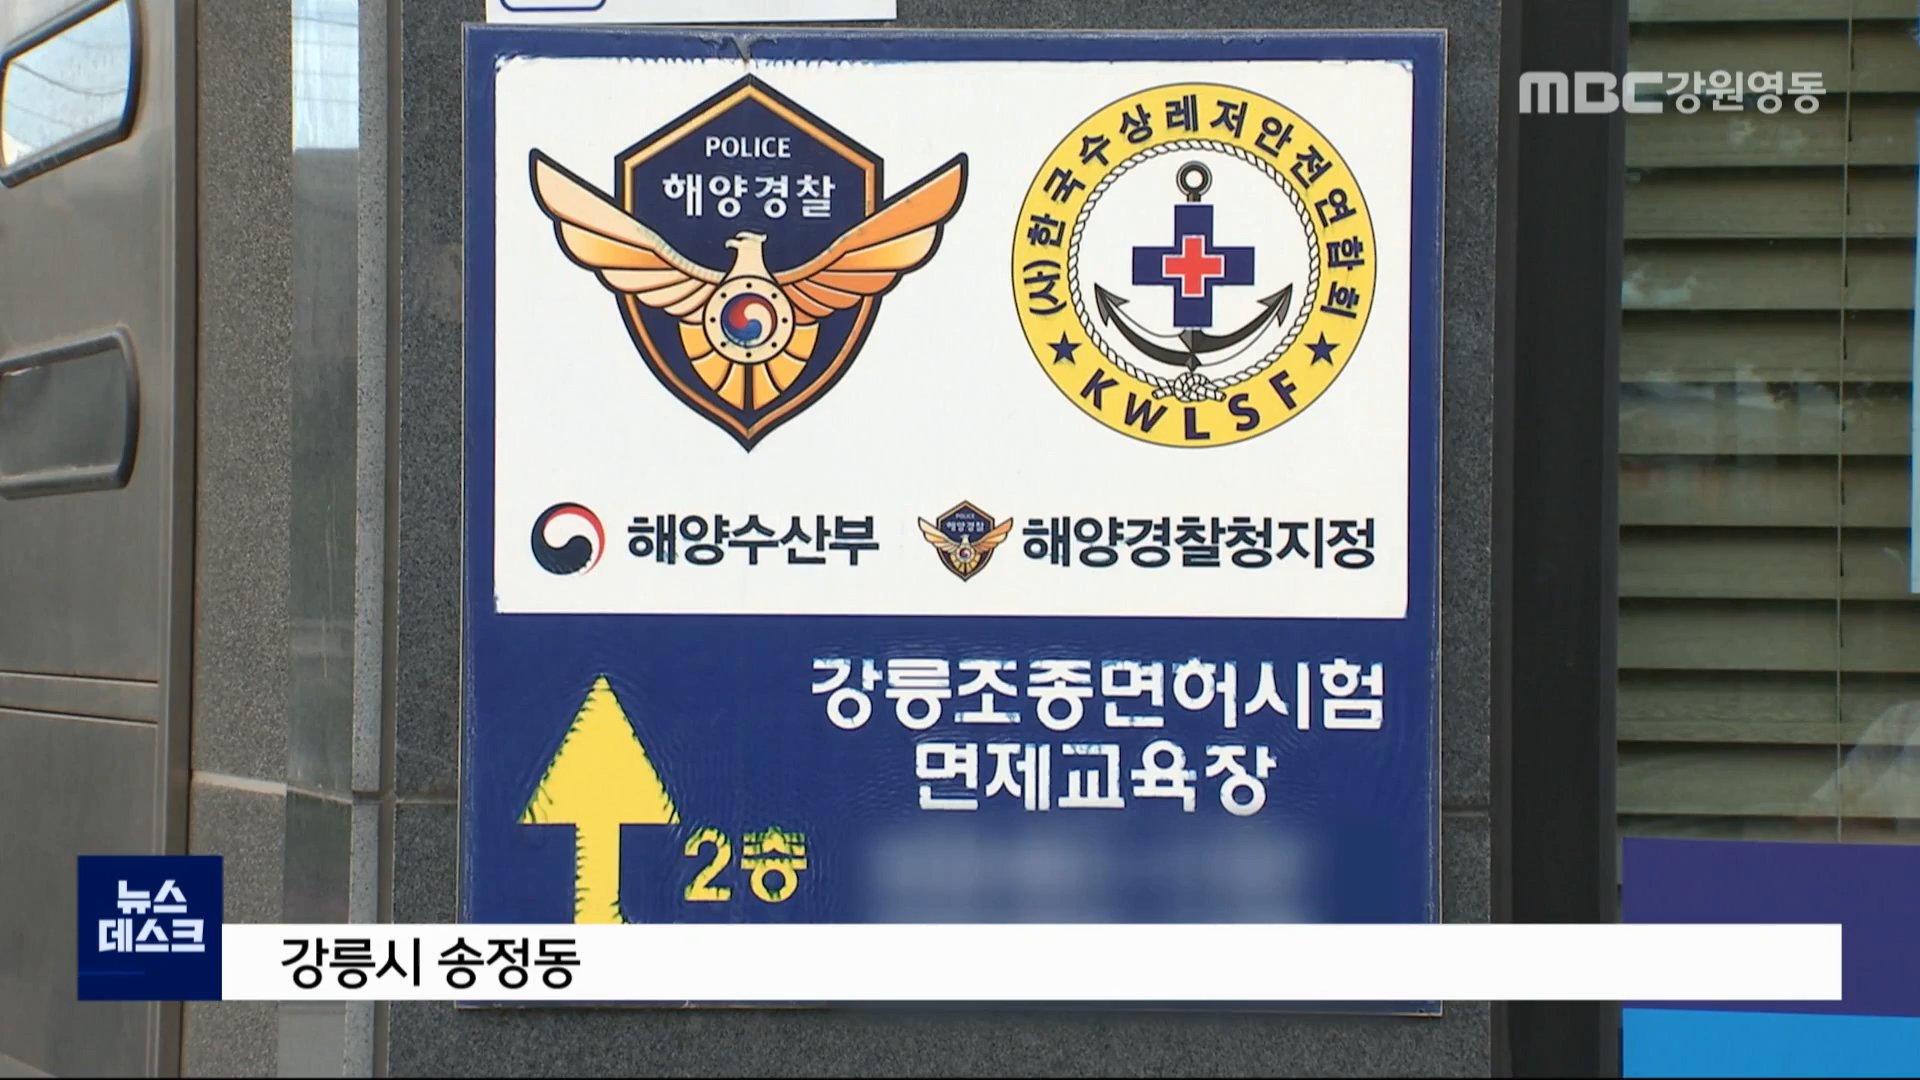 MBC강원영동
POLICE
해양경찰
(사)한국수상레저안전연합회
KWLSF
해양수산부
POLICE
해양경찰
해양경찰청지정
강릉조종면허시험
면제교육장
2층
뉴스
데스크
강릉시 송정동